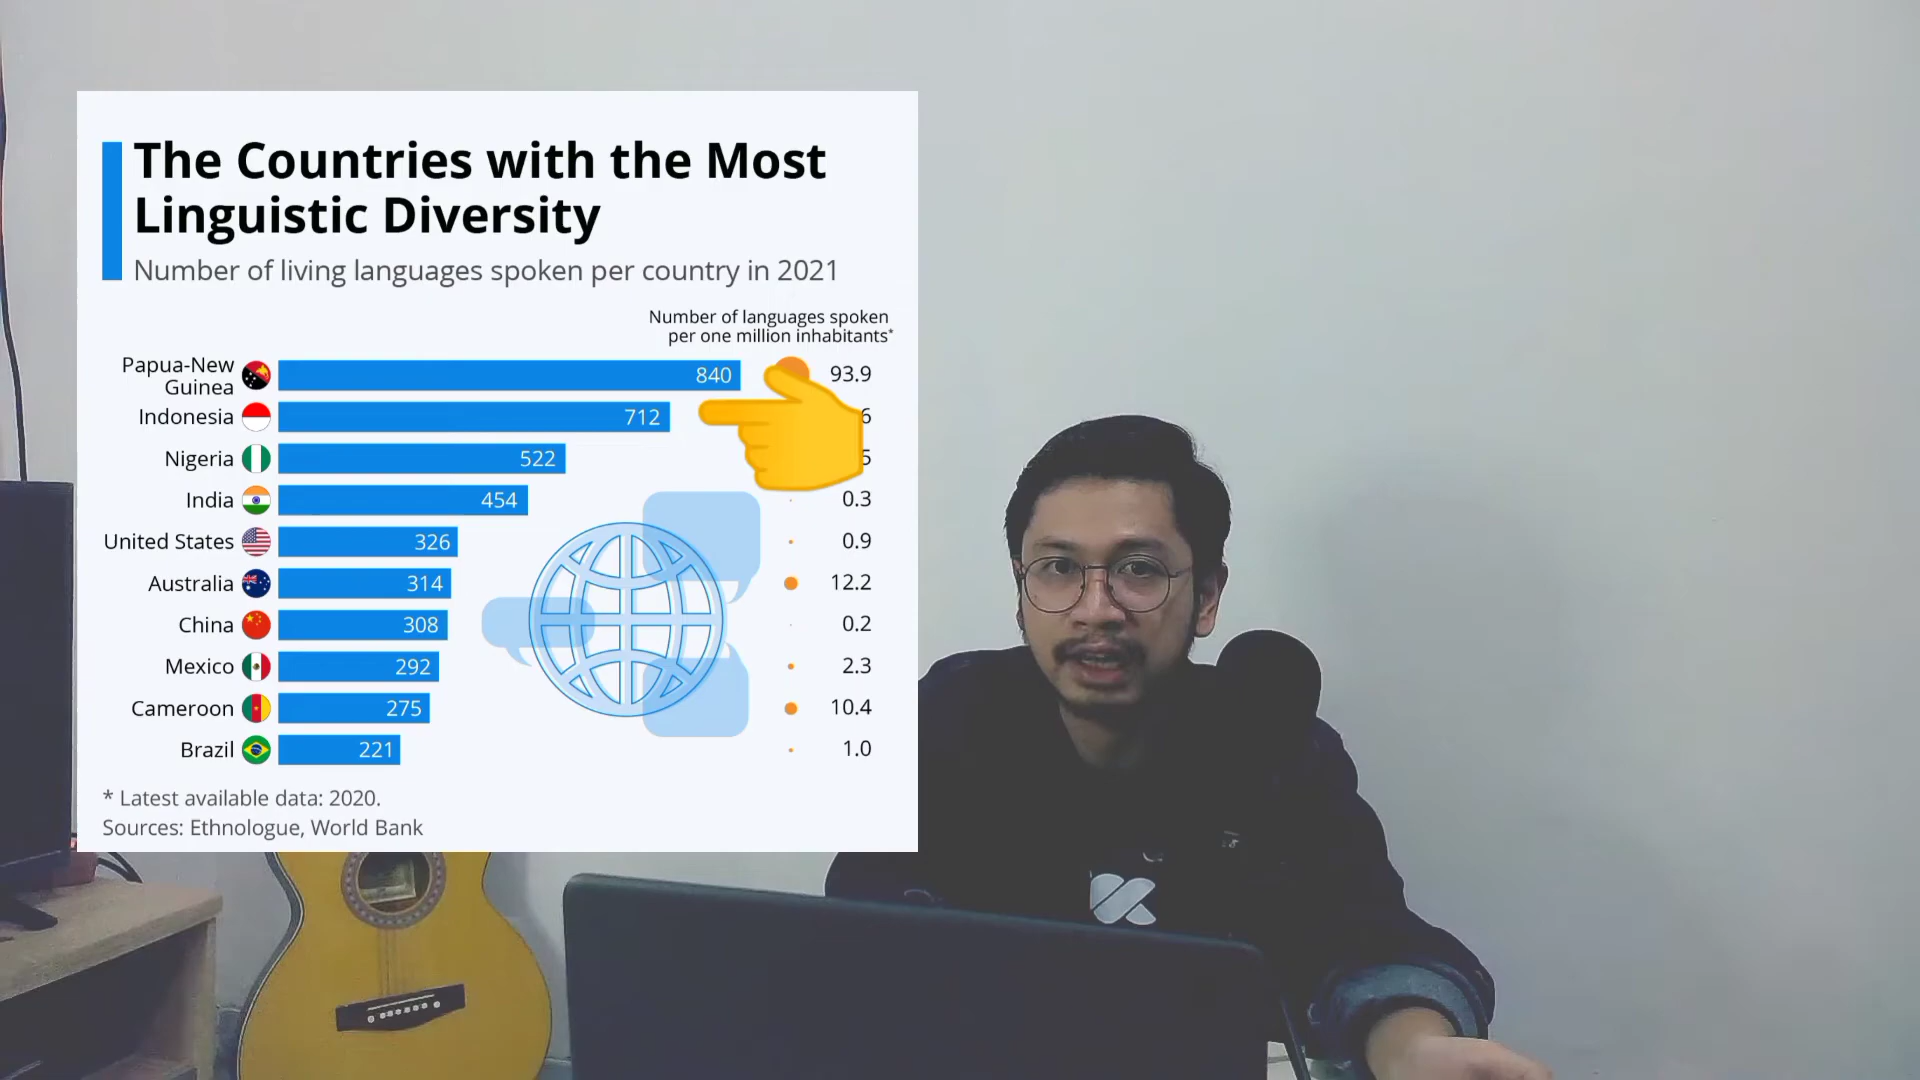 The Countries with the Most
Linguistic Diversity
Number of living languages spoken per country in 2021
Number of languages spoken
per one million inhabitants*
Papua-New
Guinea 840 93.9
Indonesia 712
Nigeria 522
India 454 0.3
United States 326 0.9
Australia 314 12.2
China 308 0.2
Mexico 292 2.3
Cameroon 275 10.4
Brazil 221 1.0
* Latest available data: 2020.
Sources: Ethnologue, World Bank